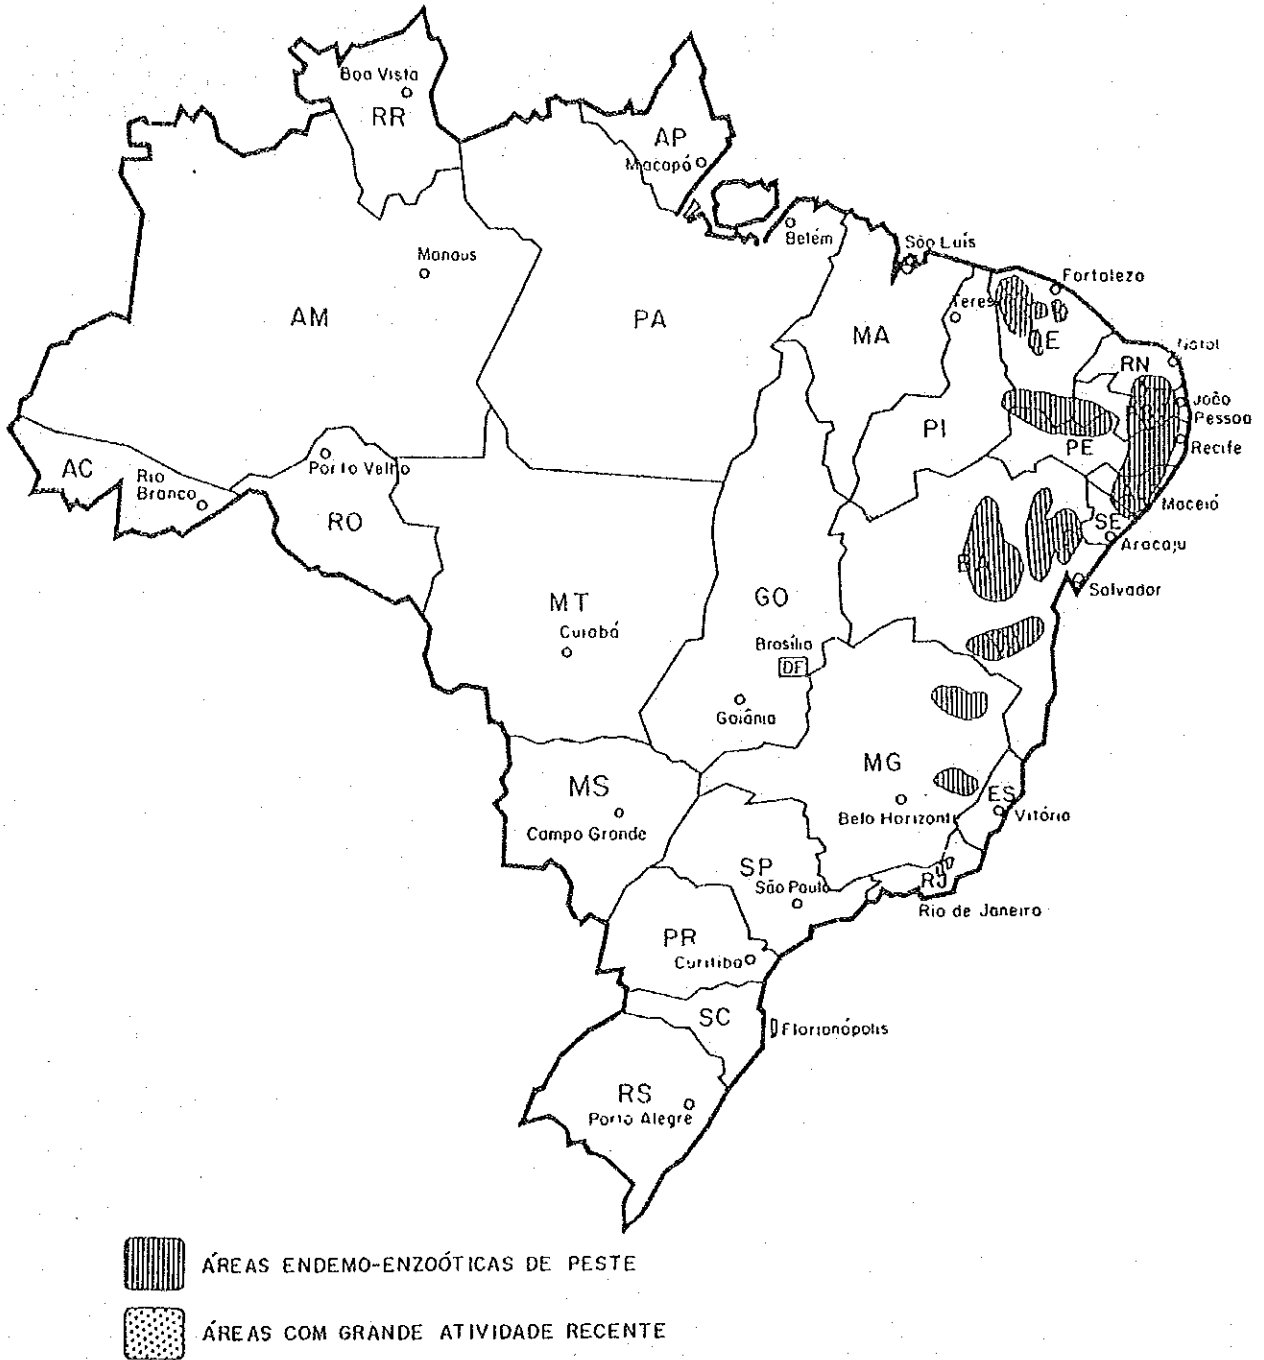 Boa Vista
RR
AP
Macapá
Belém
São Luís
Manaus
Fortaleza
AM
PA
MA
Teres
E
Natal
RN
João
Pessoa
PI
PE
Recife
AC
Rio
Branco
Porto Velho
RO
Maceió
SE
Aracaju
BA
Salvador
MT
Cuiabá
GO
Brasília
DF
Goiânia
MG
MS
Campo Grande
Belo Horizont
ES
Vitória
SP
São Paulo
RJ
Rio de Janeiro
PR
Curitiba
SC
Florianópolis
RS
Porto Alegre
ÁREAS ENDEMO-ENZOÓTICAS DE PESTE
ÁREAS COM GRANDE ATIVIDADE RECENTE